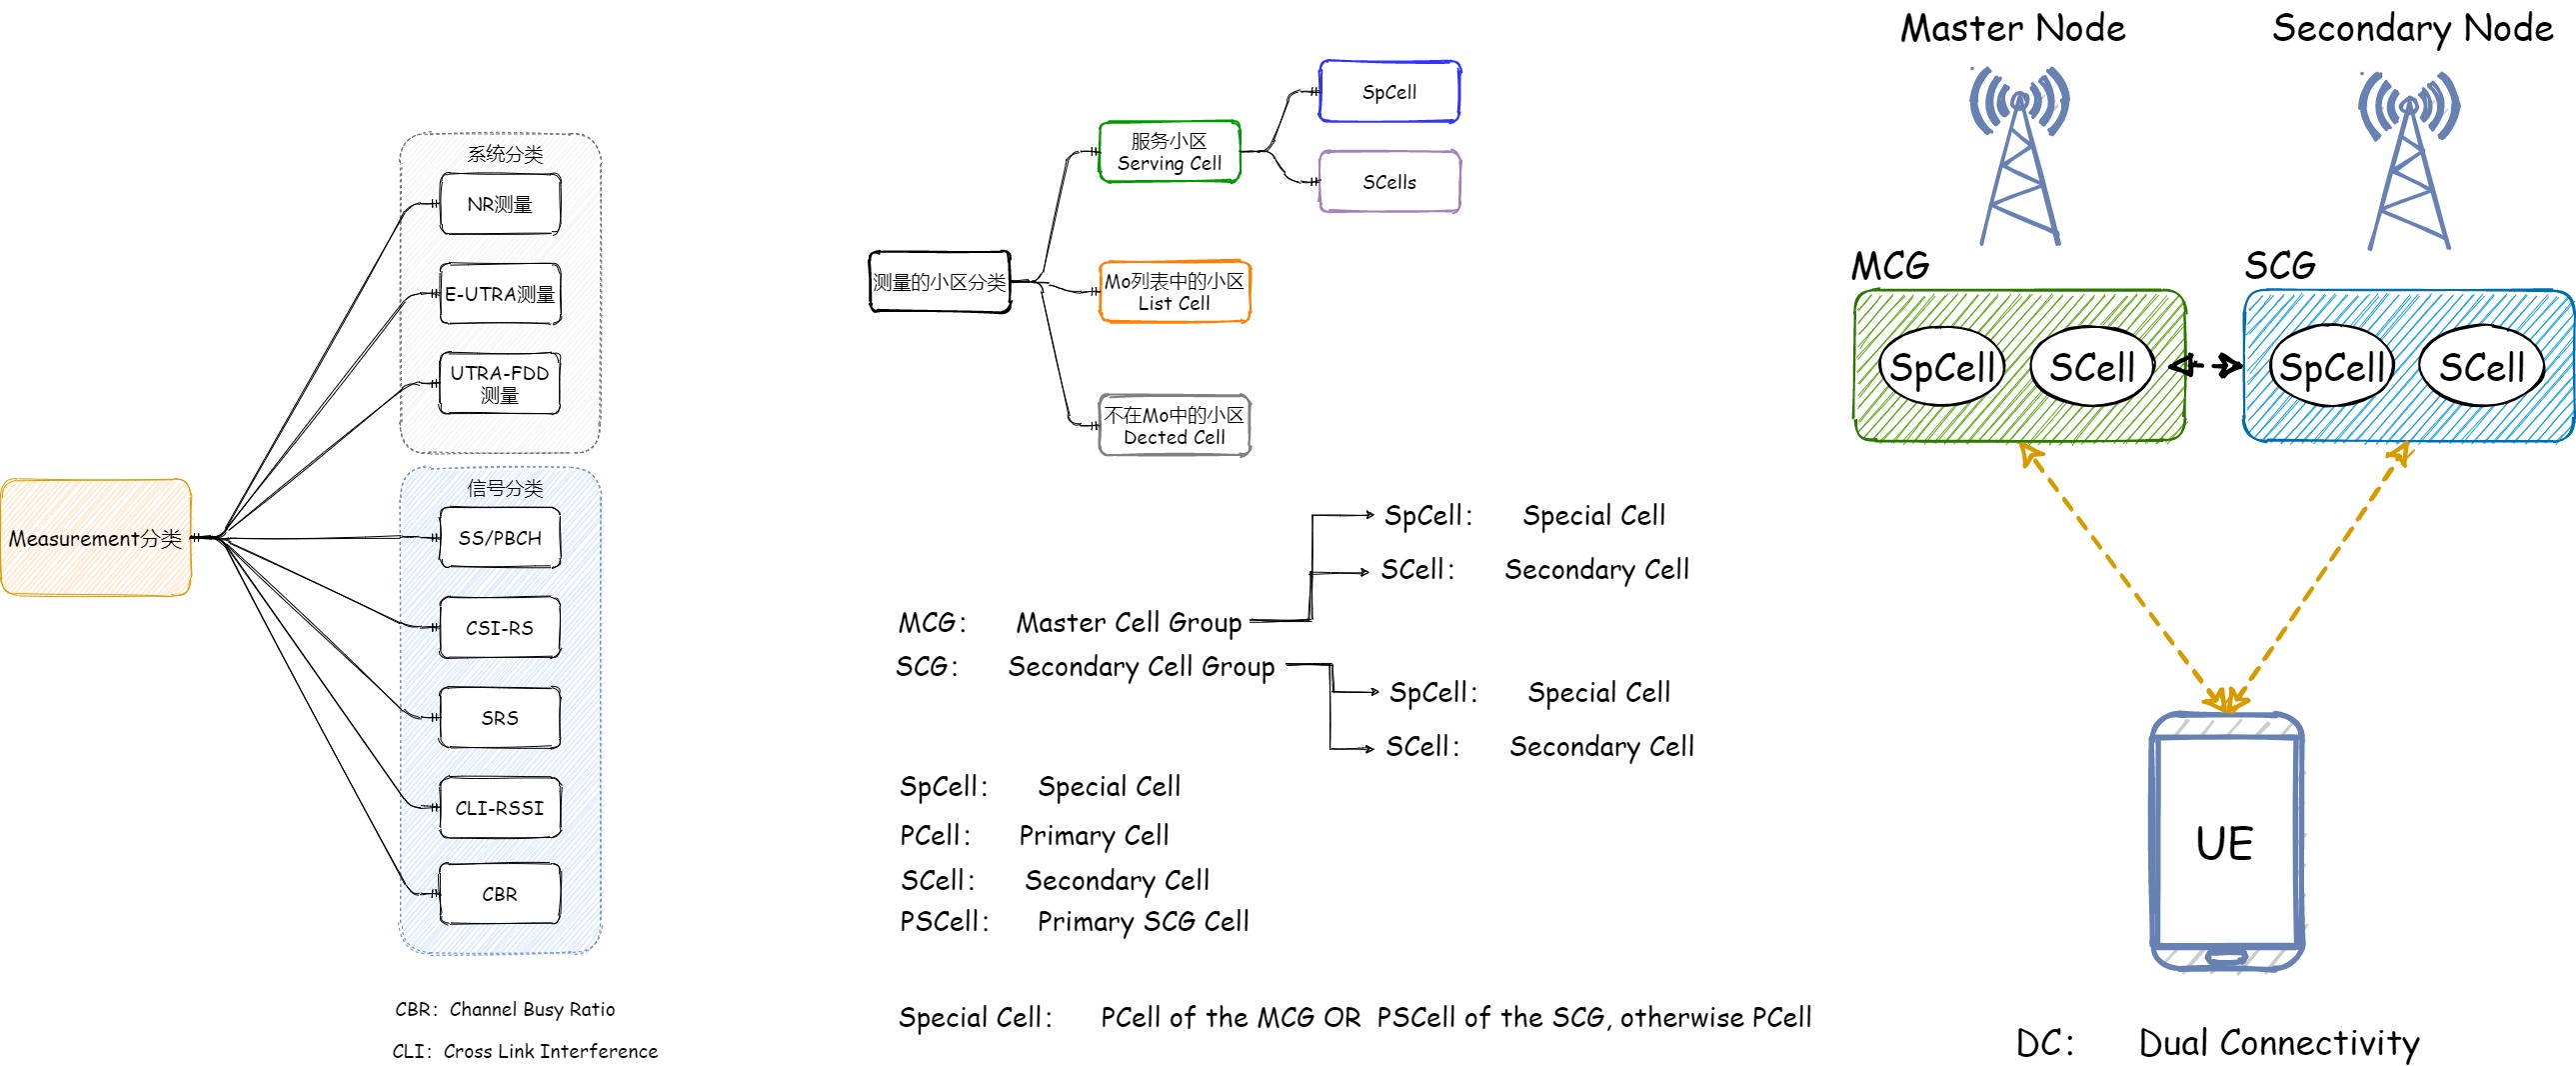 系统分类
NR测量
E-UTRA测量
UTRA-FDD
测量
Measurement分类
信号分类
SS/PBCH
CSI-RS
SRS
CLI-RSSI
CBR
CBR： Channel Busy Ratio
CLI： Cross Link Interference
测量的小区分类
服务小区
Serving Cell
SpCell
SCells
Mo列表中的小区
List Cell
不在Mo中的小区
Dected Cell
MCG： Master Cell Group
SpCell： Special Cell
SCell： Secondary Cell
SCG： Secondary Cell Group
SpCell： Special Cell
SCell： Secondary Cell
SpCell： Special Cell
PCell： Primary Cell
SCell： Secondary Cell
PSCell： Primary SCG Cell
Special Cell： PCell of the MCG OR PSCell of the SCG, otherwise PCell
Master Node
Secondary Node
MCG
SCG
SpCell
SCell
SpCell
SCell
UE
DC： Dual Connectivity